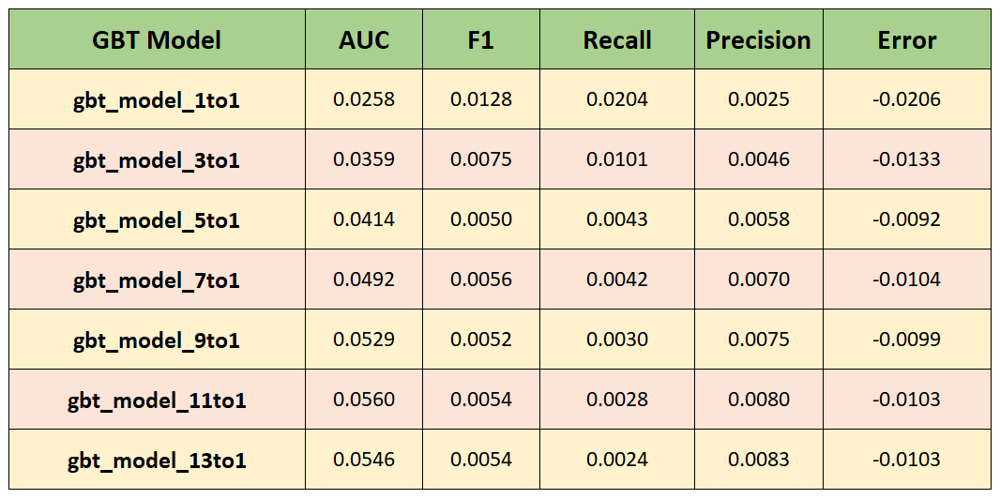 GBT Model AUC F1 Recall Precision Error
gbt_model_1to1 0.0258 0.0128 0.0204 0.0025 -0.0206
gbt_model_3to1 0.0359 0.0075 0.0101 0.0046 -0.0133
gbt_model_5to1 0.0414 0.0050 0.0043 0.0058 -0.0092
gbt_model_7to1 0.0492 0.0056 0.0042 0.0070 -0.0104
gbt_model_9to1 0.0529 0.0052 0.0030 0.0075 -0.0099
gbt_model_11to1 0.0560 0.0054 0.0028 0.0080 -0.0103
gbt_model_13to1 0.0546 0.0054 0.0024 0.0083 -0.0103